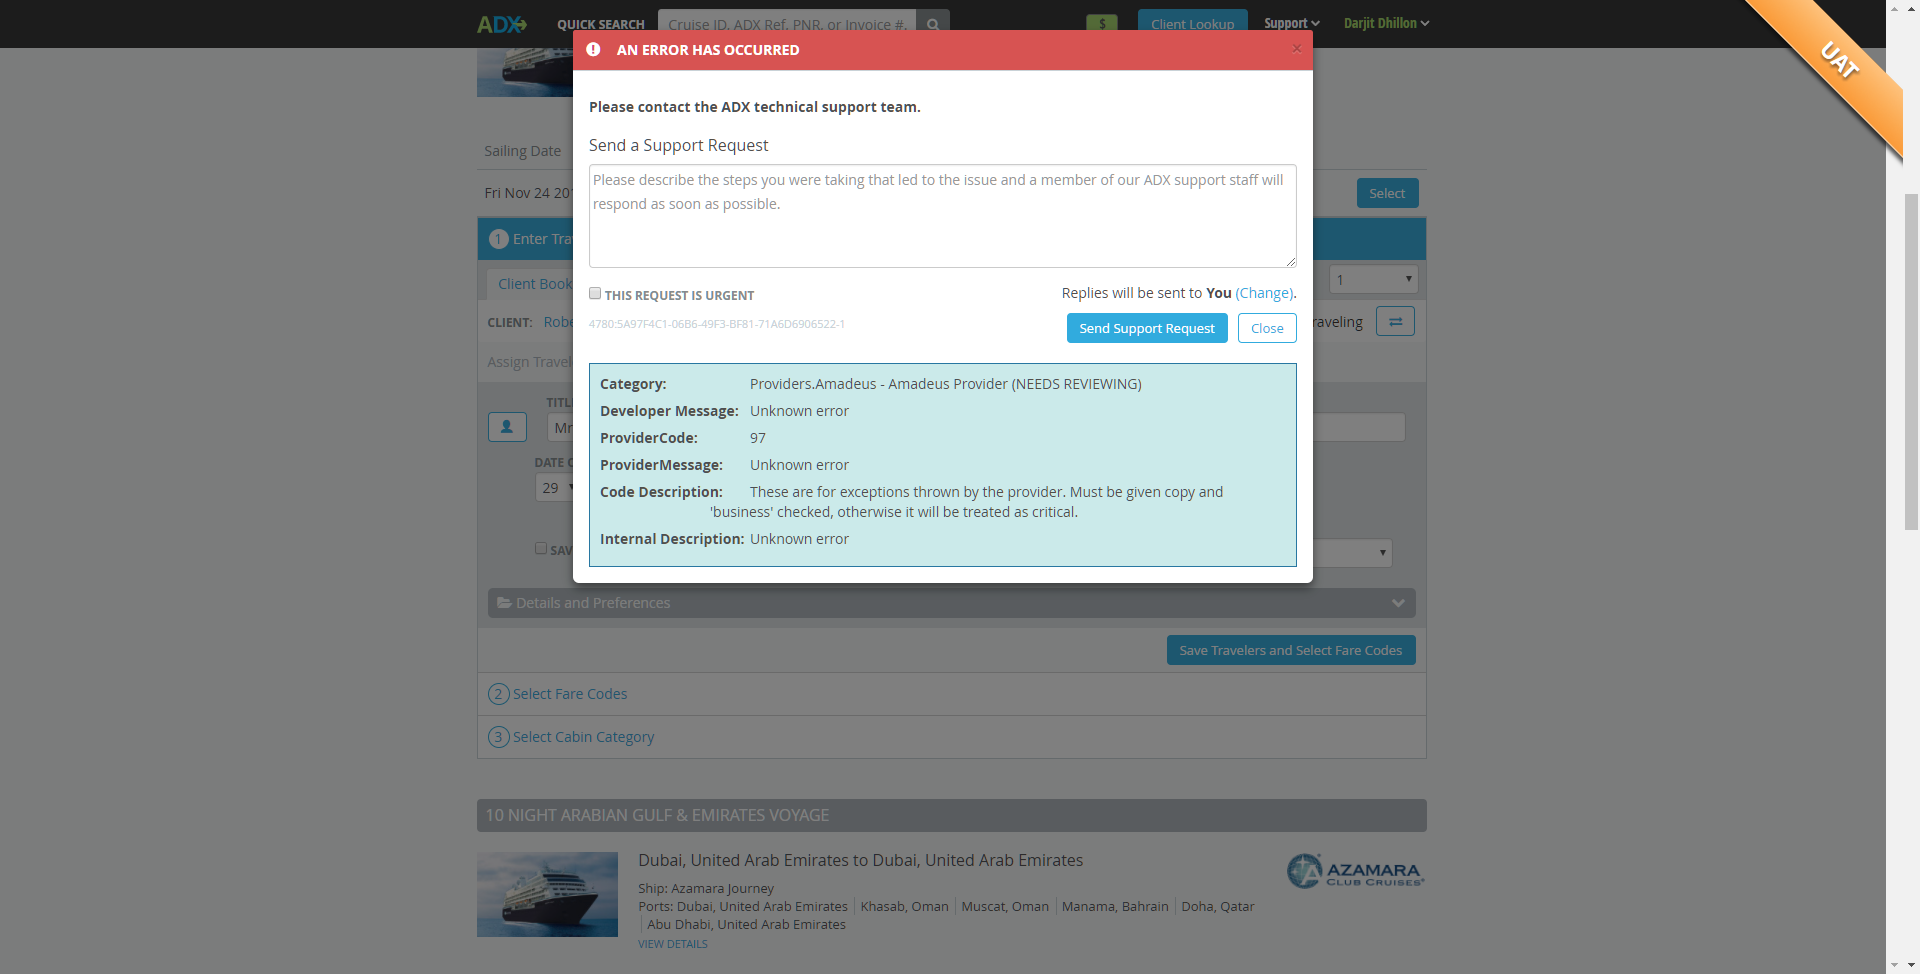 ADX
QUICK SEARCH
Cruise ID, ADX Ref, PNR, or Invoice #,
$
Client Lookup
Support
Darjit Dhillon
UAT
AN ERROR HAS OCCURRED
×
Please contact the ADX technical support team.
Send a Support Request
Please describe the steps you were taking that led to the issue and a member of our ADX support staff will
respond as soon as possible.
THIS REQUEST IS URGENT
Replies will be sent to You (Change).
4780:5A97F4C1-06B6-49F3-BF81-71A6D6906522-1
Send Support Request
Close
Category: Providers.Amadeus - Amadeus Provider (NEEDS REVIEWING)
Developer Message: Unknown error
ProviderCode: 97
ProviderMessage: Unknown error
Code Description: These are for exceptions thrown by the provider. Must be given copy and
'business' checked, otherwise it will be treated as critical.
Internal Description: Unknown error
Sailing Date
Fri Nov 24 20
Select
1 Enter Tra
Client Book
1
CLIENT: Robe
raveling
Assign Travel
TITL
Mr
DATE O
29
SAV
Details and Preferences
Save Travelers and Select Fare Codes
2 Select Fare Codes
3 Select Cabin Category
10 NIGHT ARABIAN GULF & EMIRATES VOYAGE
Dubai, United Arab Emirates to Dubai, United Arab Emirates
AZAMARA
CLUB CRUISES®
Ship: Azamara Journey
Ports: Dubai, United Arab Emirates | Khasab, Oman | Muscat, Oman | Manama, Bahrain | Doha, Qatar
| Abu Dhabi, United Arab Emirates
VIEW DETAILS